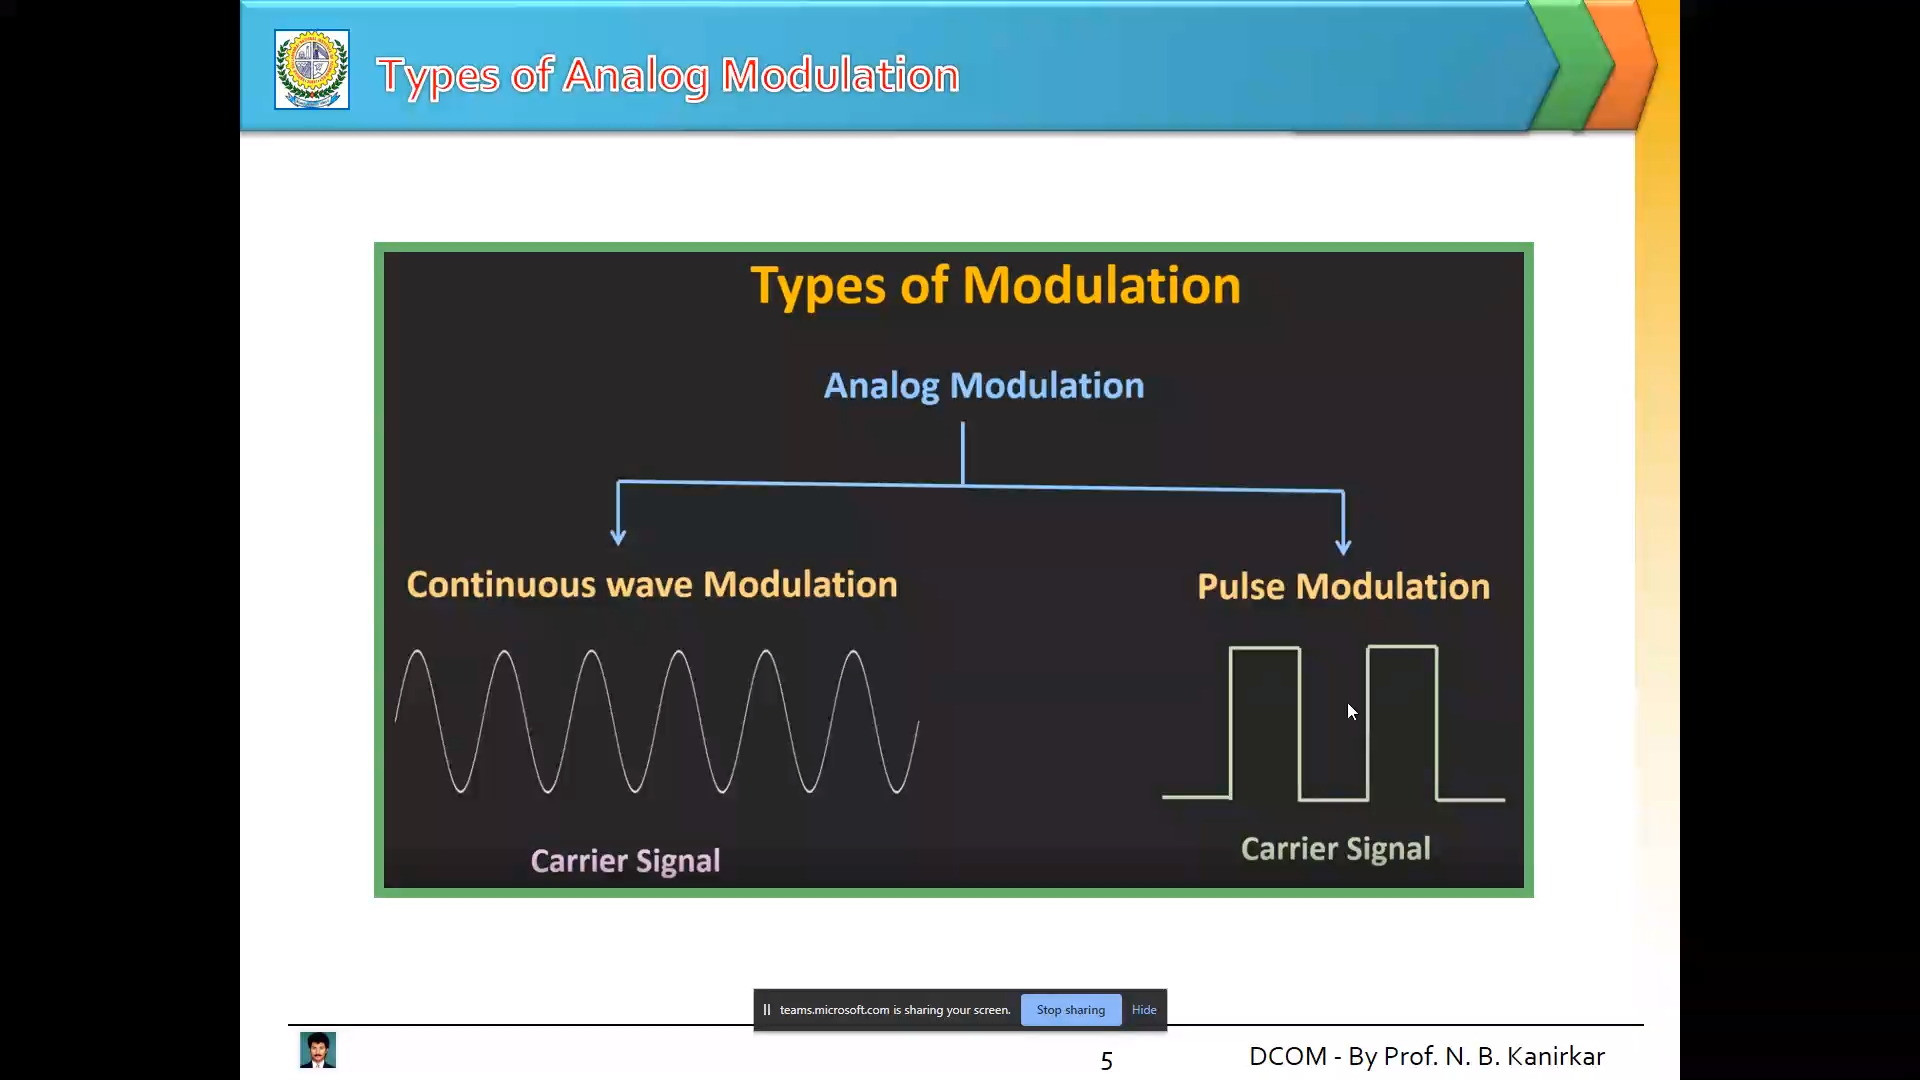 Types of Analog Modulation
Types of Modulation
Analog Modulation
Continuous wave Modulation
Pulse Modulation
Carrier Signal
Carrier Signal
teams.microsoft.com is sharing your screen.
Stop sharing
Hide
5
DCOM - By Prof. N. B. Kanirkar